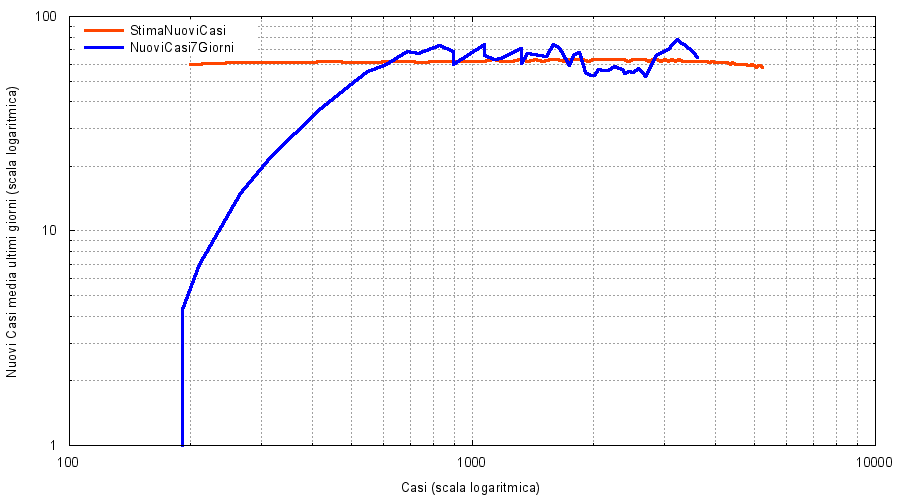 100
StimaNuoviCasi
NuoviCasi7Giorni
Nuovi Casi media ultimi giorni (scala logaritmica)
10
1
100
1000
10000
Casi (scala logaritmica)